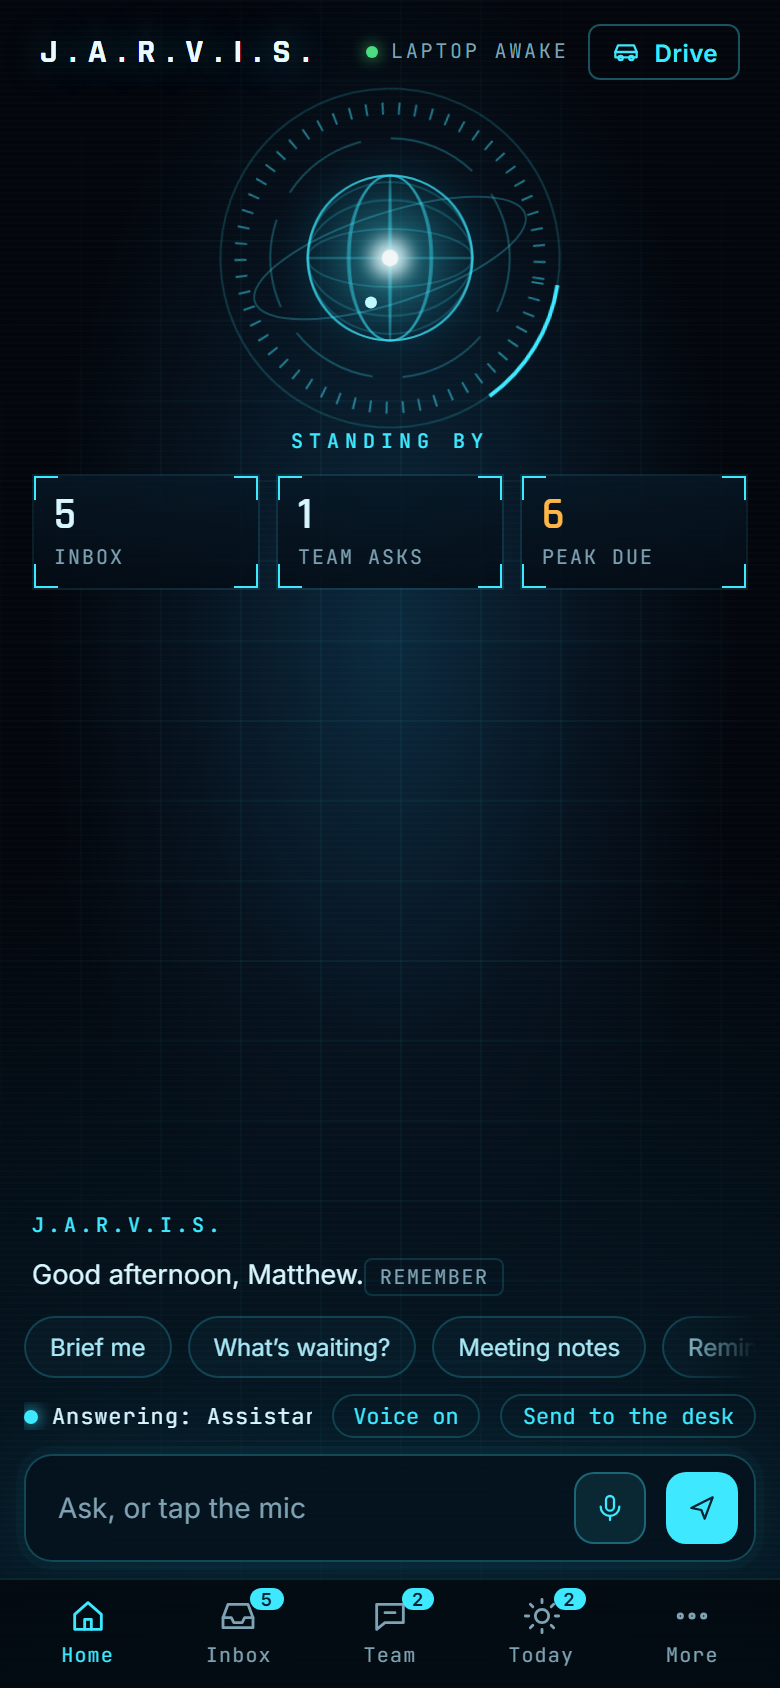 J.A.R.V.I.S.
LAPTOP AWAKE
Drive
STANDING BY
5
INBOX
1
TEAM ASKS
6
PEAK DUE
J.A.R.V.I.S.
Good afternoon, Matthew. REMEMBER
Brief me
What's waiting?
Meeting notes
Answering:
Voice on
Send to the desk
Ask, or tap the mic
5
2
2
Home
Inbox
Team
Today
More